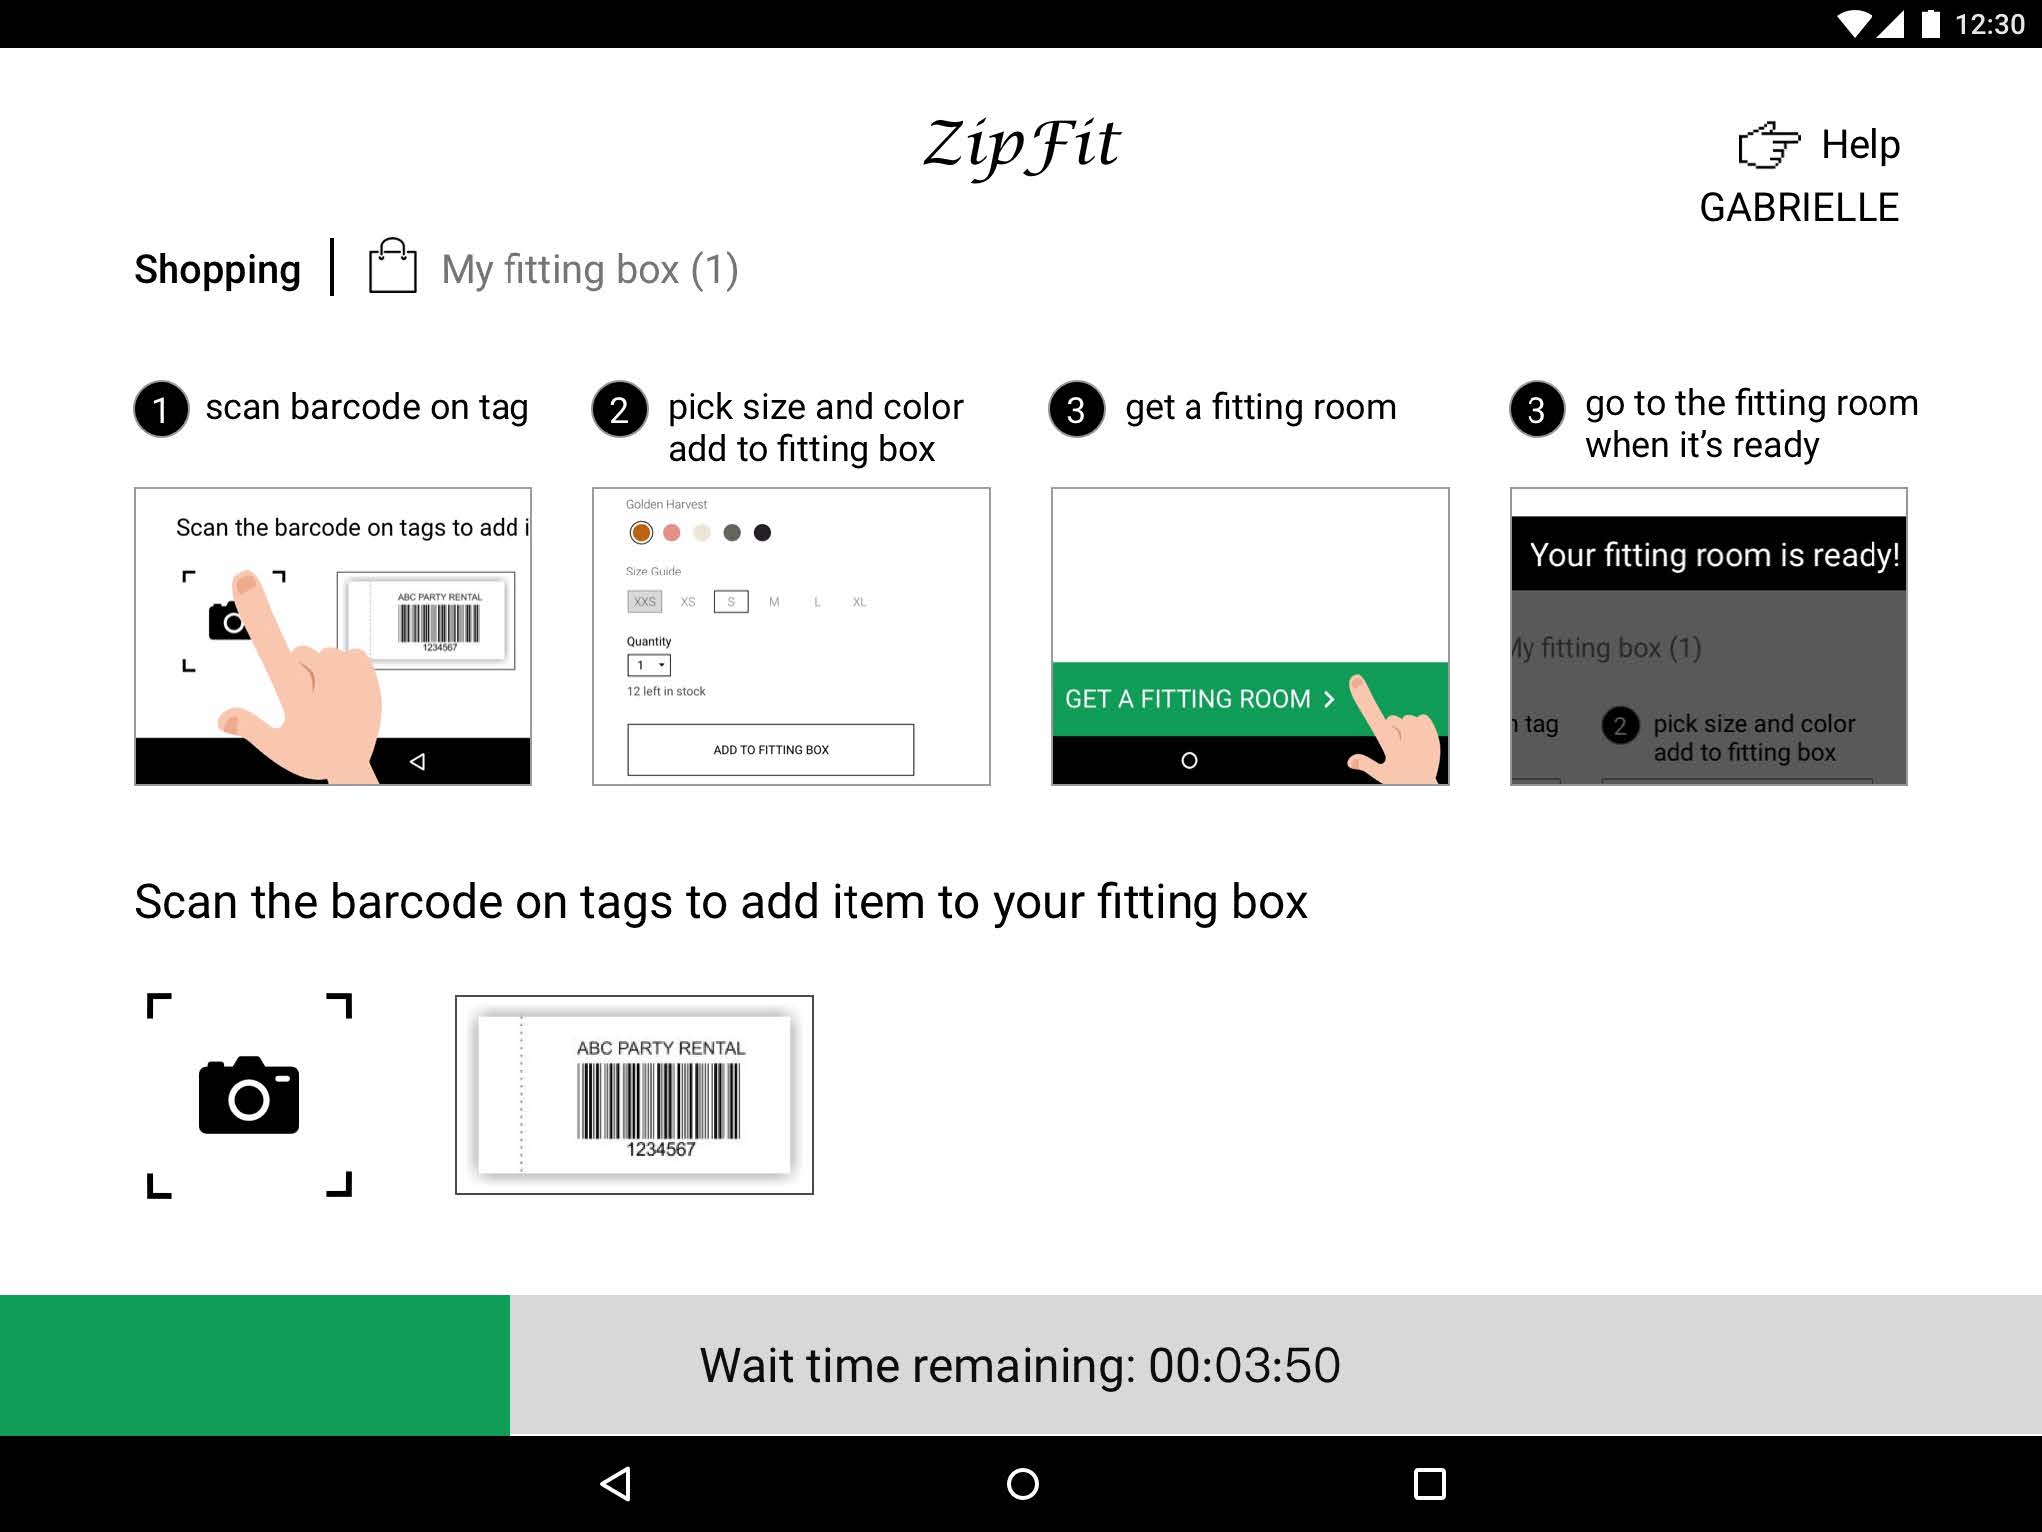 12:30
ZipFit
Help
GABRIELLE
Shopping
My fitting box (1)
1 scan barcode on tag
Scan the barcode on tags to add i
ABC PARTY RENTAL
1234567
2 pick size and color
add to fitting box
Golden Harvest
Size Guide
XXS XS S M L XL
Quantity
1
12 left in stock
ADD TO FITTING BOX
3 get a fitting room
GET A FITTING ROOM
3 go to the fitting room
when it’s ready
Your fitting room is ready!
My fitting box (1)
n tag
2 pick size and color
add to fitting box
Scan the barcode on tags to add item to your fitting box
ABC PARTY RENTAL
1234567
Wait time remaining: 00:03:50